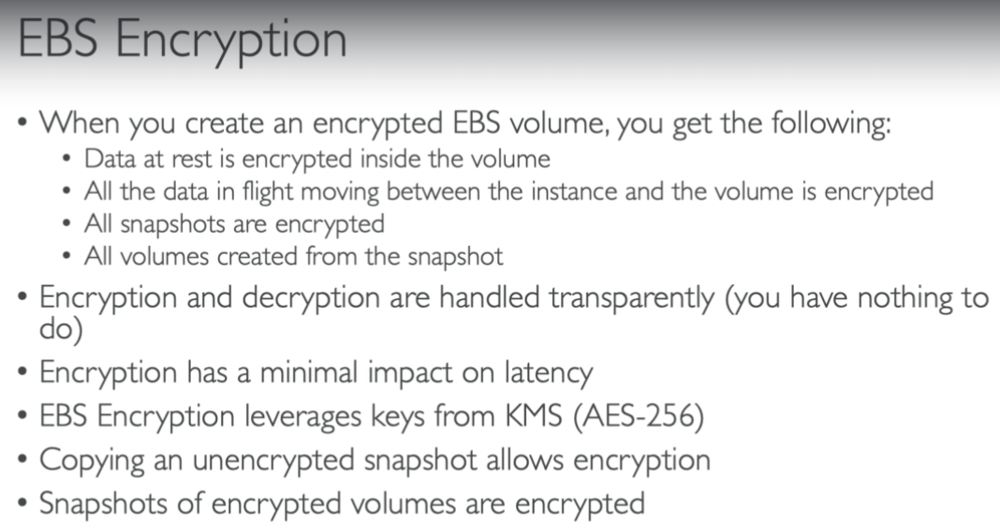 EBS Encryption
• When you create an encrypted EBS volume, you get the following:
• Data at rest is encrypted inside the volume
• All the data in flight moving between the instance and the volume is encrypted
• All snapshots are encrypted
• All volumes created from the snapshot
• Encryption and decryption are handled transparently (you have nothing to
do)
• Encryption has a minimal impact on latency
• EBS Encryption leverages keys from KMS (AES-256)
• Copying an unencrypted snapshot allows encryption
• Snapshots of encrypted volumes are encrypted